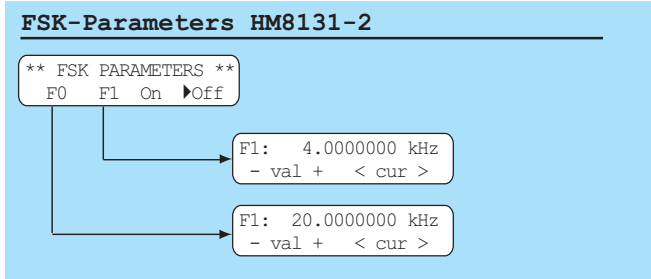 FSK-Parameters HM8131-2
** FSK PARAMETERS **
F0 F1 On ▶Off
F1: 4.0000000 kHz
- val + < cur >
F1: 20.0000000 kHz
- val + < cur >